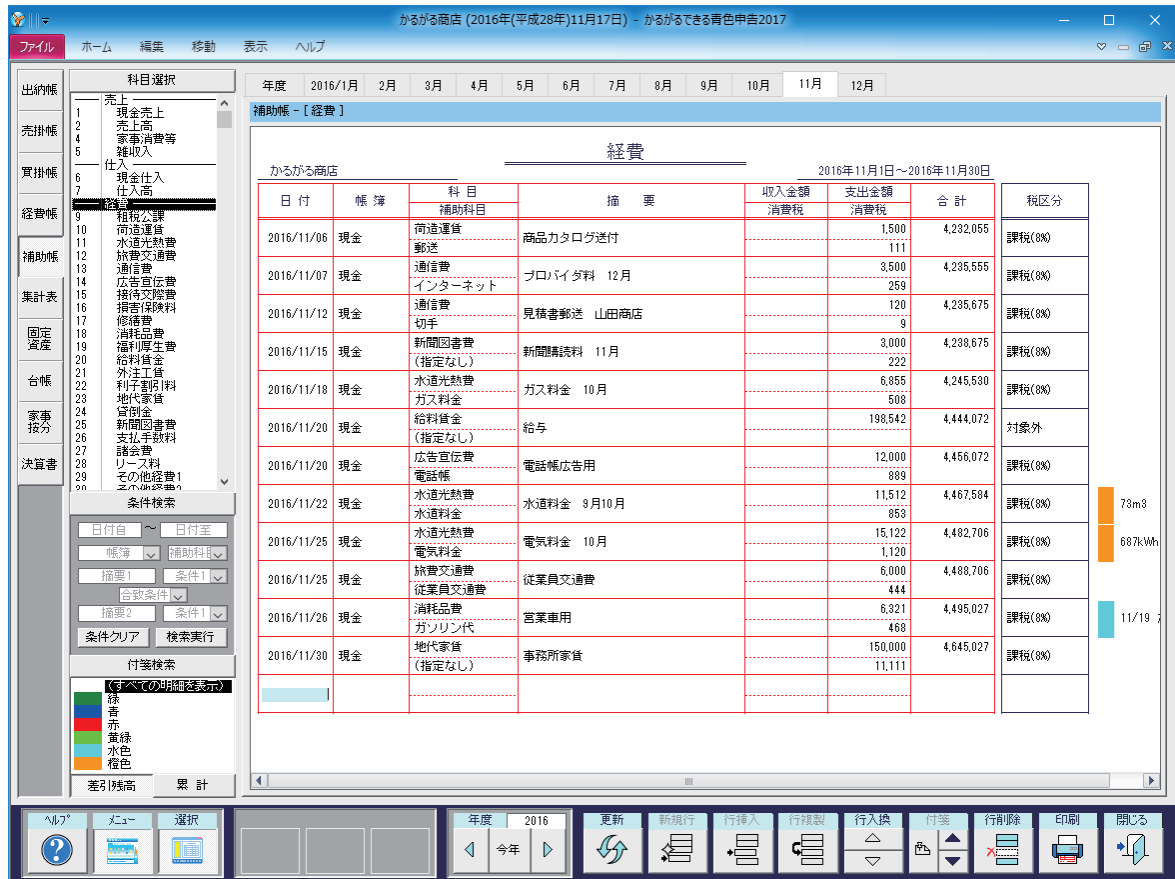 かるがる商店 (2016年(平成28年)11月17日) - かるがるできる青色申告2017
ファイル ホーム 編集 移動 表示 ヘルプ
出納帳
売掛帳
買掛帳
経費帳
補助帳
集計表
固定
資産
台帳
家事
按分
決算書
科目選択
売上
1 現金売上
2 売上高
4 家事消費等
5 雑収入
仕入
6 現金仕入
7 仕入高
経費
9 租税公課
10 荷造運賃
11 水道光熱費
12 旅費交通費
13 通信費
14 広告宣伝費
15 接待交際費
16 損害保険料
17 修繕費
18 消耗品費
19 福利厚生費
20 給料賃金
21 外注工賃
22 利子割引料
23 地代家賃
24 貸倒金
25 新聞図書費
26 支払手数料
27 諸会費
28 リース料
29 その他経費1
30 その他経費2
条件検索
日付自 ~ 日付至
帳簿 補助科目
摘要1 条件1
合致条件
摘要2 条件1
条件クリア 検索実行
付箋検索
(すべての明細を表示)
緑
青
赤
黄緑
水色
橙色
差引残高 累 計
年度 2016/1月 2月 3月 4月 5月 6月 7月 8月 9月 10月 11月 12月
補助帳 - [ 経費 ]
経費
かるがる商店 2016年11月1日~2016年11月30日
日 付 帳 簿 科 目 摘 要 収入金額 支出金額 合 計 税区分
補助科目 消費税 消費税
2016/11/06 現金 荷造運賃 商品カタログ送付 1,500 4,232,055 課税(8%)
郵送 111
2016/11/07 現金 通信費 プロバイダ料 12月 3,500 4,235,555 課税(8%)
インターネット 259
2016/11/12 現金 通信費 見積書郵送 山田商店 120 4,235,675 課税(8%)
切手 9
2016/11/15 現金 新聞図書費 新聞購読料 11月 3,000 4,238,675 課税(8%)
(指定なし) 222
2016/11/18 現金 水道光熱費 ガス料金 10月 6,855 4,245,530 課税(8%)
ガス料金 508
2016/11/20 現金 給料賃金 給与 198,542 4,444,072 対象外
(指定なし)
2016/11/20 現金 広告宣伝費 電話帳広告用 12,000 4,456,072 課税(8%)
電話帳 889
2016/11/22 現金 水道光熱費 水道料金 9月10月 11,512 4,467,584 課税(8%) 73m3
水道料金 853
2016/11/25 現金 水道光熱費 電気料金 10月 15,122 4,482,706 課税(8%) 687kWh
電気料金 1,120
2016/11/25 現金 旅費交通費 従業員交通費 6,000 4,488,706 課税(8%)
従業員交通費 444
2016/11/26 現金 消耗品費 営業車用 6,321 4,495,027 課税(8%) 11/19
ガソリン代 468
2016/11/30 現金 地代家賃 事務所家賃 150,000 4,645,027 課税(8%)
(指定なし) 11,111
ヘルプ メニュー 選択 年度 2016 更新 新規行 行挿入 行複製 行入換 付箋 行削除 印刷 閉じる
今年